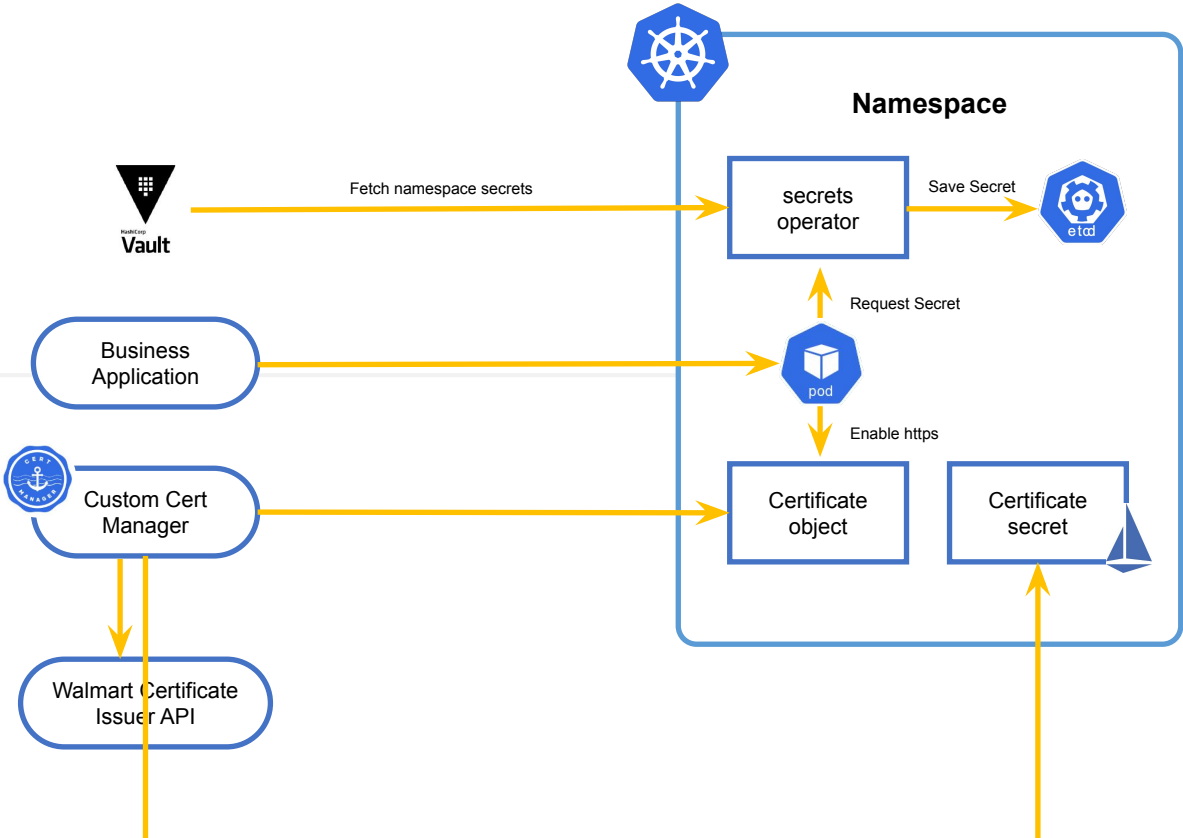 Namespace
HashiCorp
Vault
Fetch namespace secrets
secrets
operator
Save Secret
etcd
Request Secret
Business
Application
pod
Enable https
CERT
MANAGER
Custom Cert
Manager
Certificate
object
Certificate
secret
Walmart Certificate
Issuer API